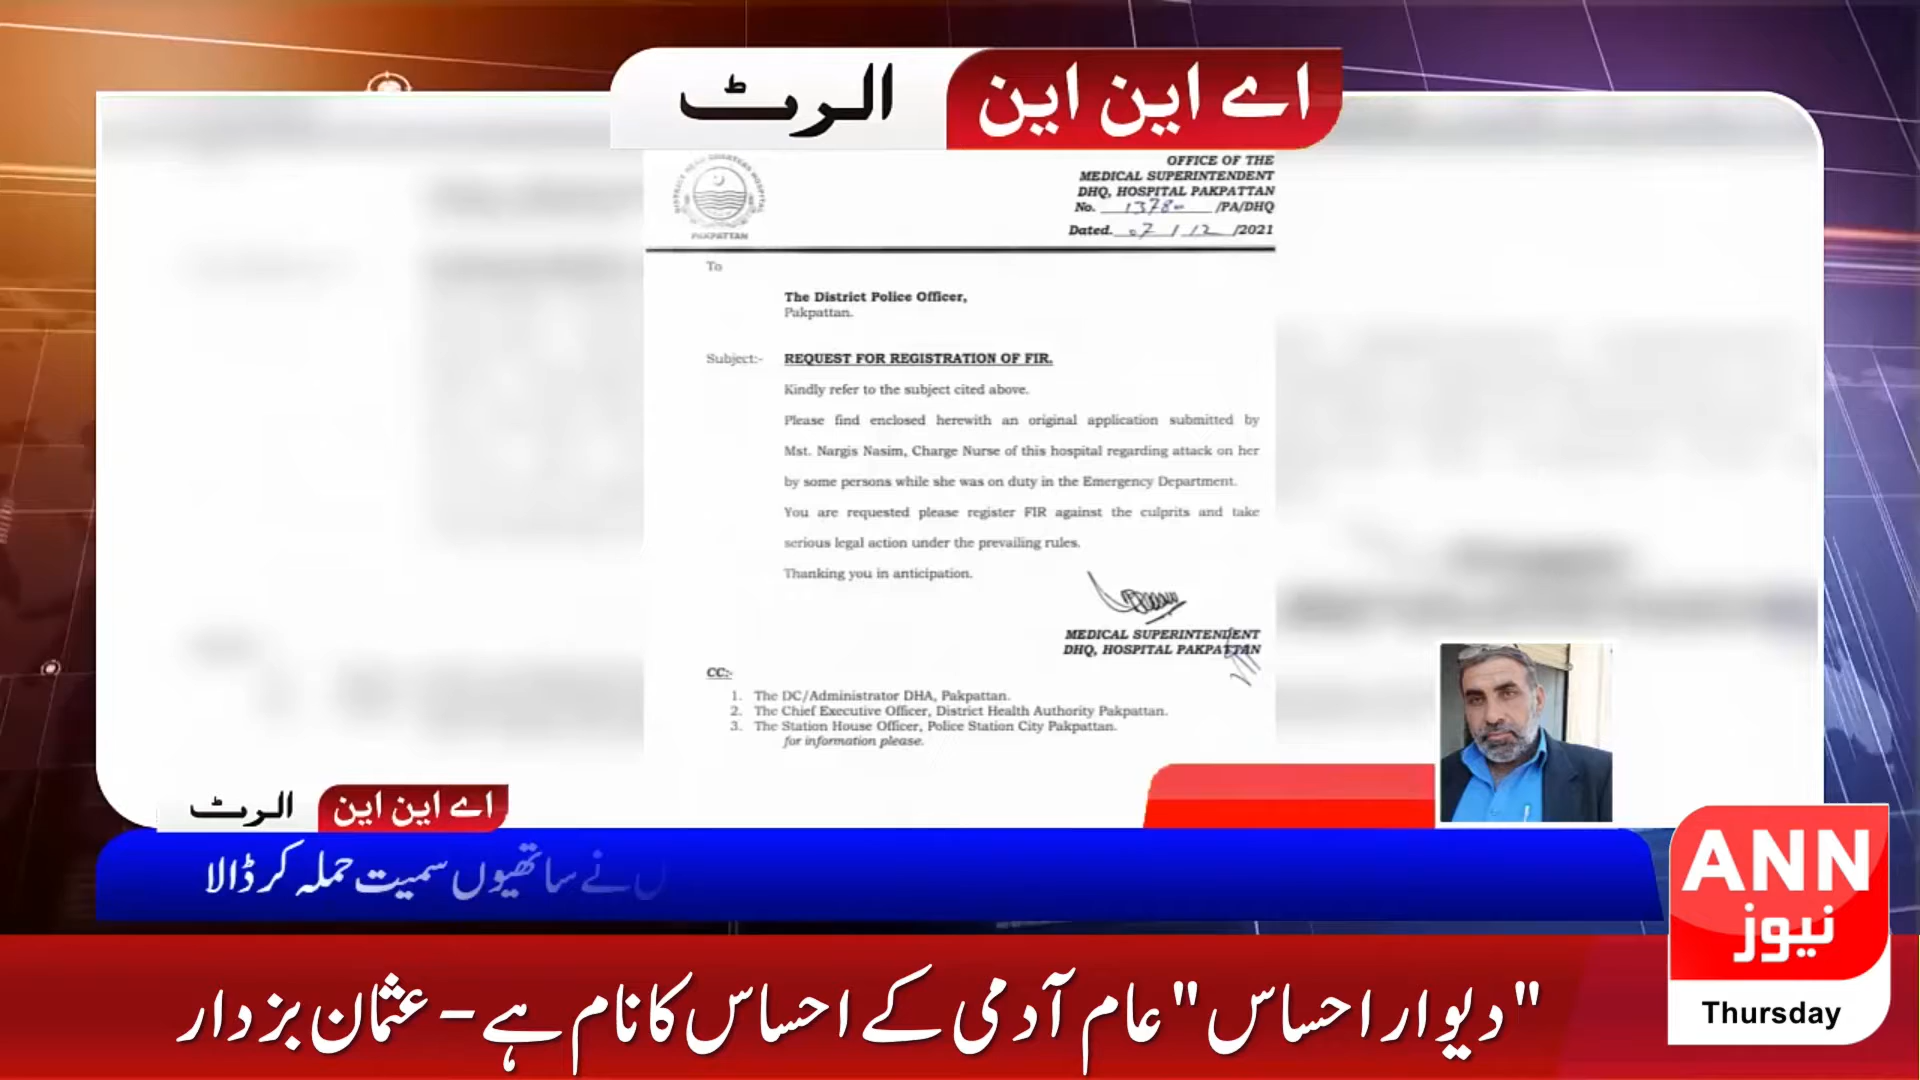 اے این این الرٹ
DISTRICT HEAD QUARTERS HOSPITAL
PAKPATTAN
OFFICE OF THE
MEDICAL SUPERINTENDENT
DHQ, HOSPITAL PAKPATTAN
No. 13780 /PA/DHQ
Dated. 07 / 12 /2021
To
The District Police Officer,
Pakpattan.
Subject:- REQUEST FOR REGISTRATION OF FIR.
Kindly refer to the subject cited above.
Please find enclosed herewith an original application submitted by
Mst. Nargis Nasim, Charge Nurse of this hospital regarding attack on her
by some persons while she was on duty in the Emergency Department.
You are requested please register FIR against the culprits and take
serious legal action under the prevailing rules.
Thanking you in anticipation.
MEDICAL SUPERINTENDENT
DHQ, HOSPITAL PAKPATTAN
CC:-
1. The DC/Administrator DHA, Pakpattan.
2. The Chief Executive Officer, District Health Authority Pakpattan.
3. The Station House Officer, Police Station City Pakpattan.
for information please.
اے این این الرٹ
نے ساتھیوں سمیت حملہ کر ڈالا
ANN
نیوز
Thursday
"دیوار احساس" عام آدمی کے احساس کا نام ہے – عثمان بزدار